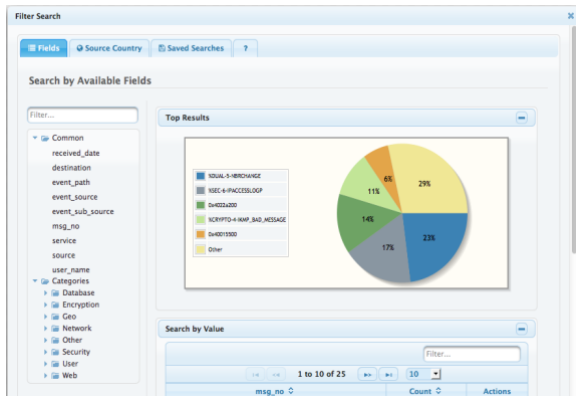 Filter Search
Fields
Source Country
Saved Searches
?
Search by Available Fields
Filter...
Common
received_date
destination
event_path
event_source
event_sub_source
msg_no
service
source
user_name
Categories
Database
Encryption
Geo
Network
Other
Security
User
Web
Top Results
%DUAL-5-NBRCHANGE
%SEC-6-IPACCESSLOGP
0x4022a200
%CRYPTO-4-IKMP_BAD_MESSAGE
0x40015500
Other
6%
29%
11%
14%
17%
23%
Search by Value
Filter...
1 to 10 of 25
10
msg_no
Count
Actions